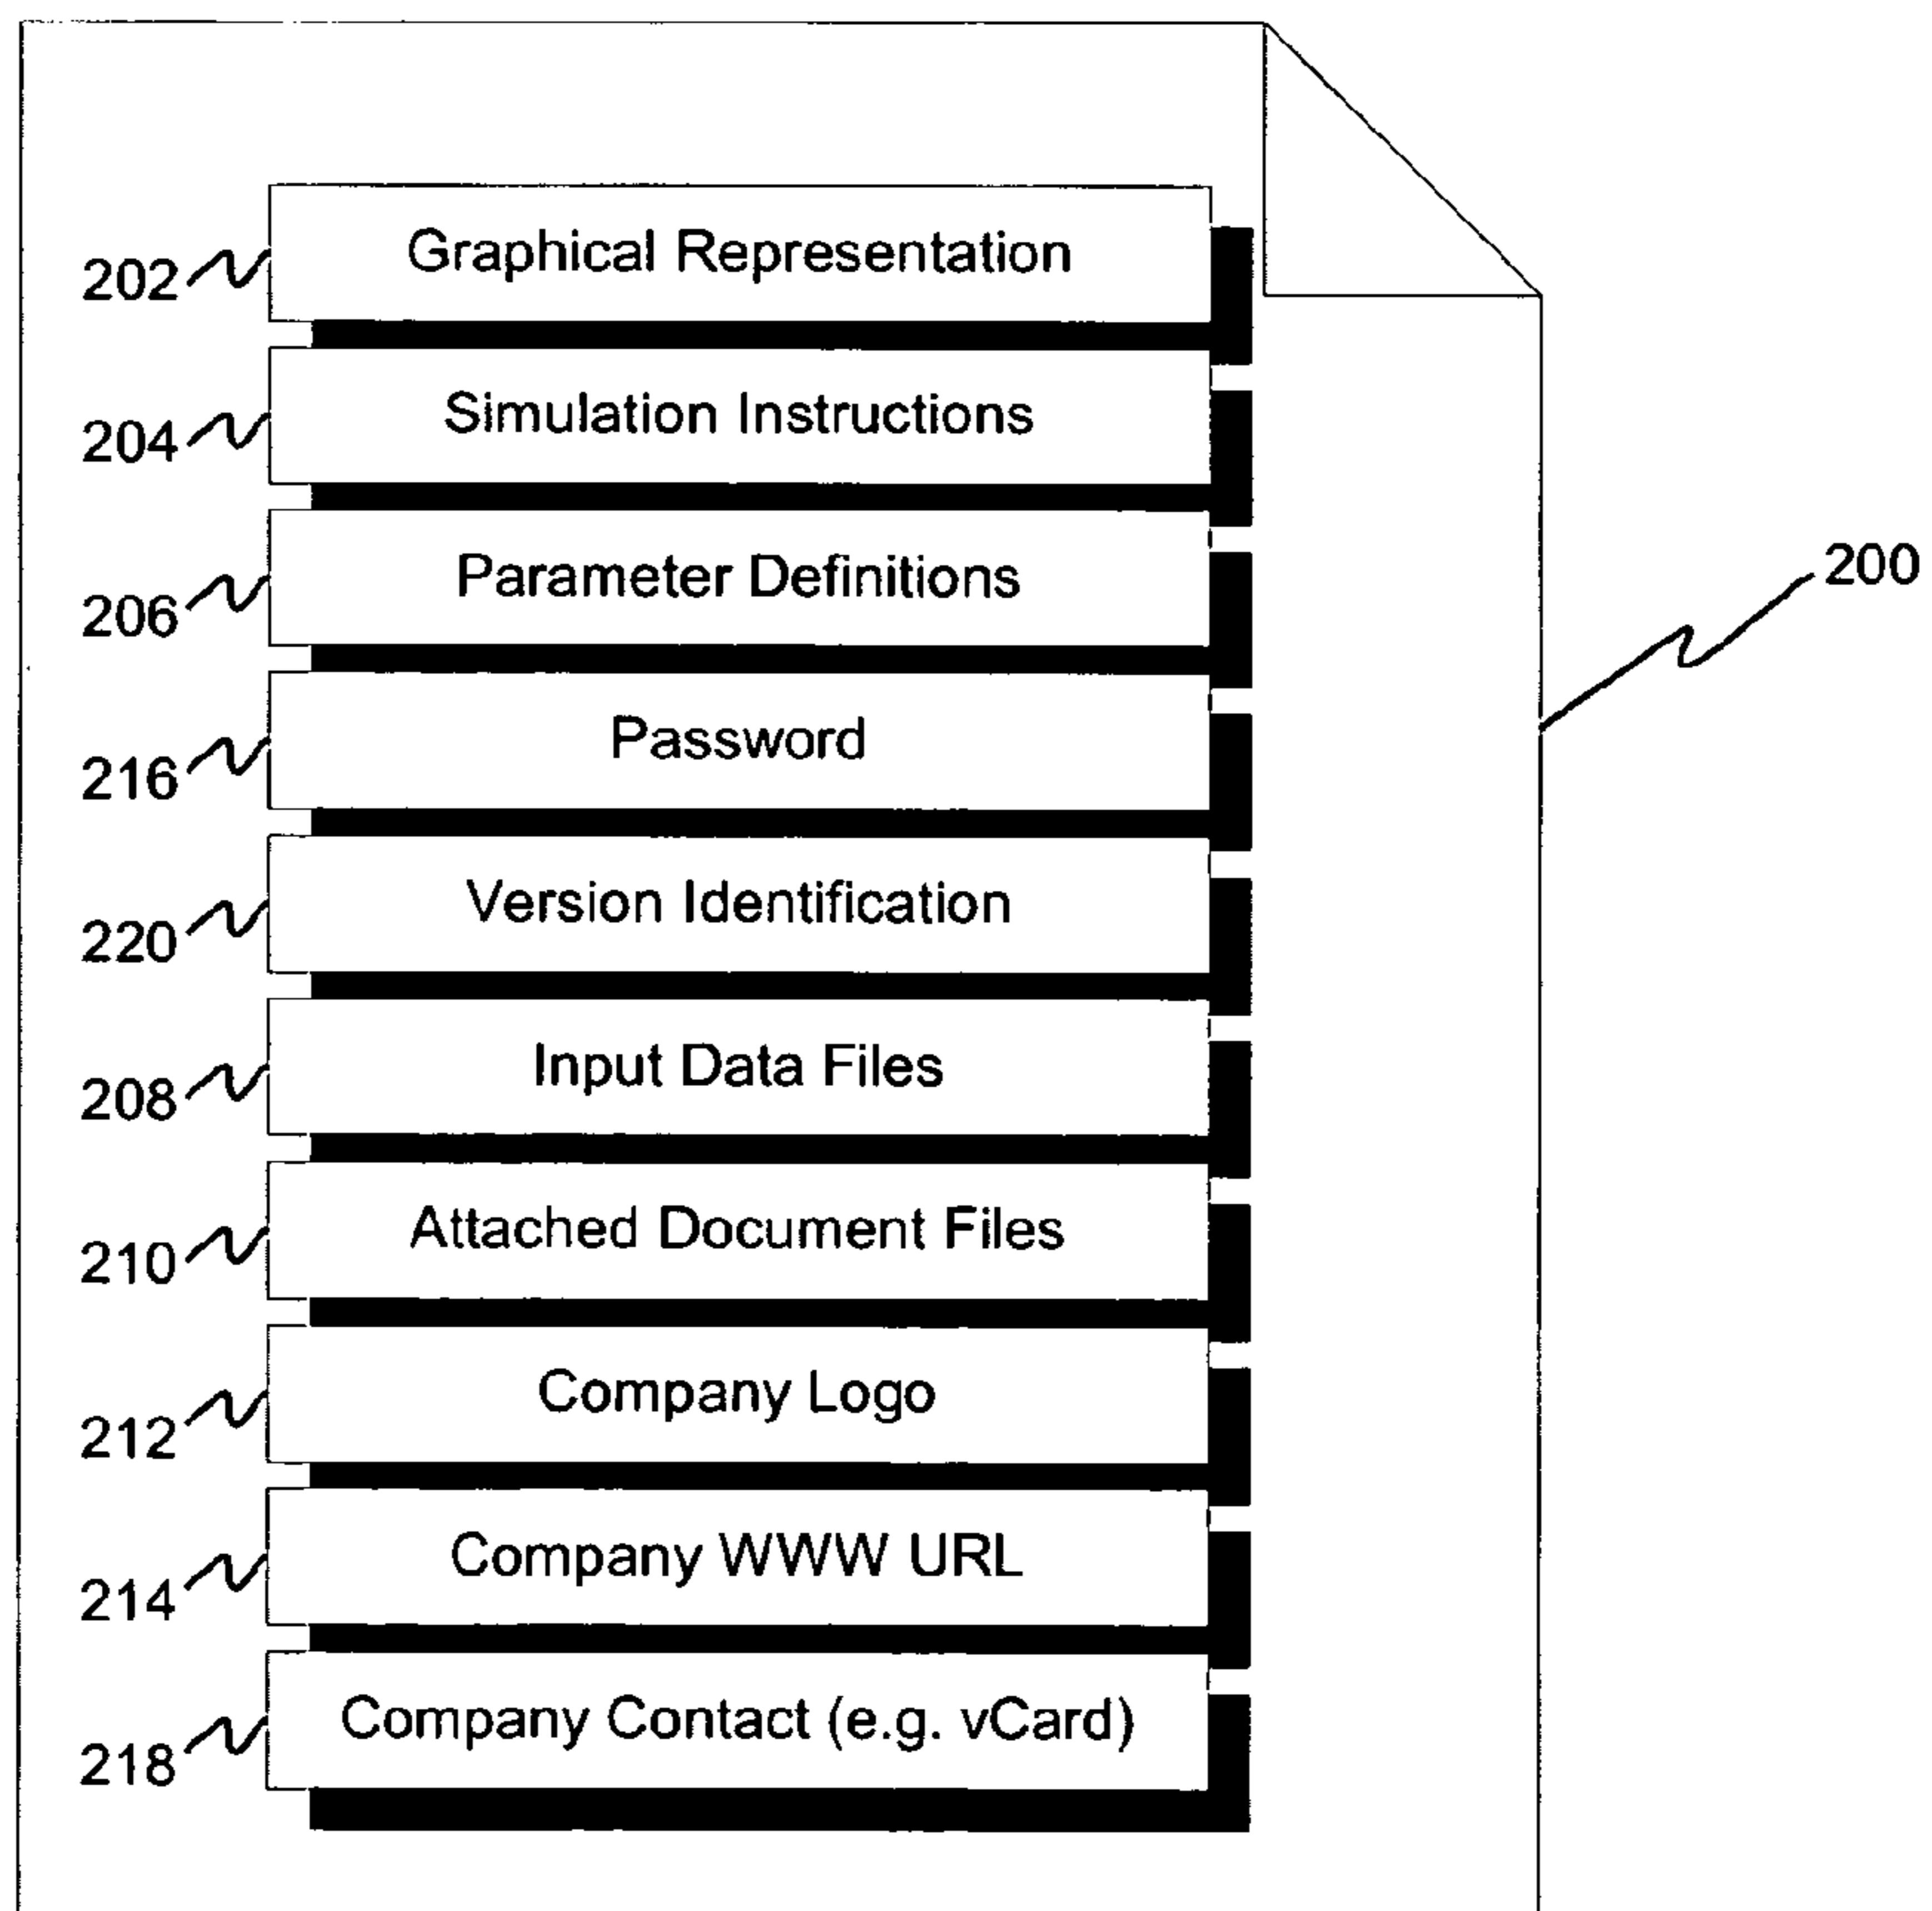 Graphical Representation
202
Simulation Instructions
204
Parameter Definitions
206
200
Password
216
Version Identification
220
Input Data Files
208
Attached Document Files
210
Company Logo
212
Company WWW URL
214
Company Contact (e.g. vCard)
218